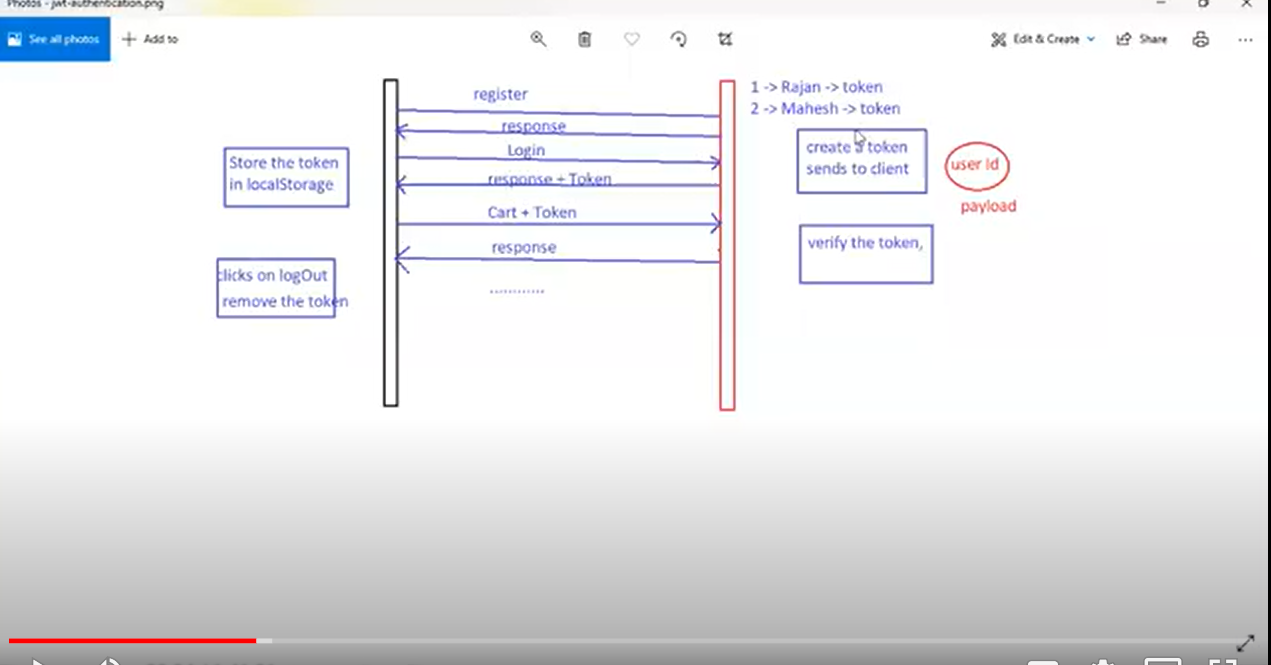 Photos - jwt-authentication.png
See all photos
Add to
Edit & Create
Share
register
1 -> Rajan -> token
2 -> Mahesh -> token
response
Login
create a token
sends to client
Store the token
in localStorage
response + Token
user Id
payload
Cart + Token
verify the token,
response
clicks on logOut
remove the token
............